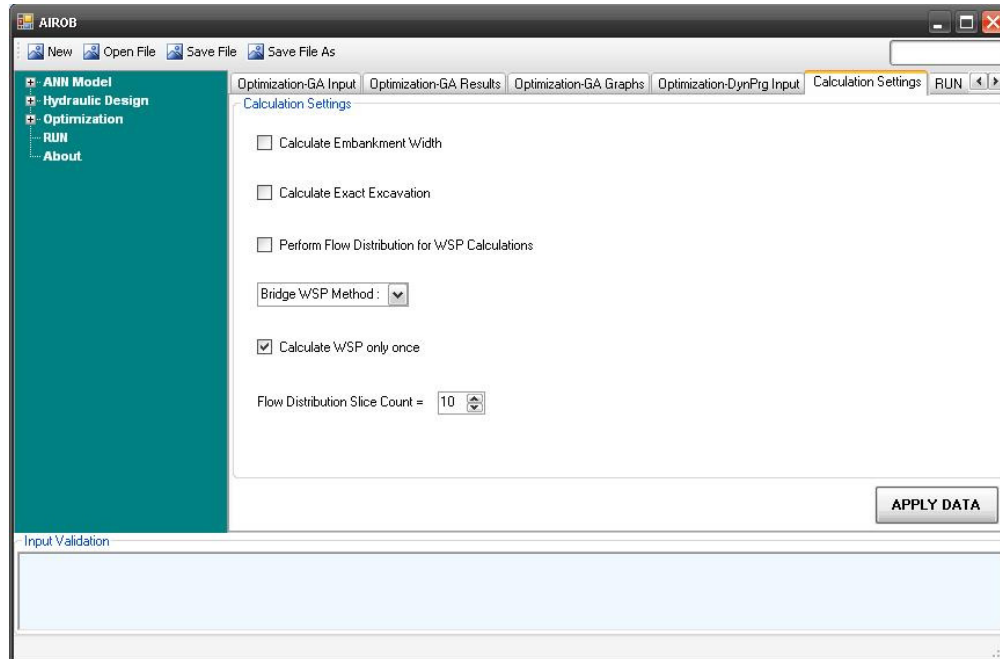 AIROB
New Open File Save File Save File As
ANN Model
Hydraulic Design
Optimization
RUN
About
Optimization-GA Input Optimization-GA Results Optimization-GA Graphs Optimization-DynPrg Input Calculation Settings RUN
Calculation Settings
Calculate Embankment Width
Calculate Exact Excavation
Perform Flow Distribution for WSP Calculations
Bridge WSP Method :
Calculate WSP only once
Flow Distribution Slice Count = 10
APPLY DATA
Input Validation